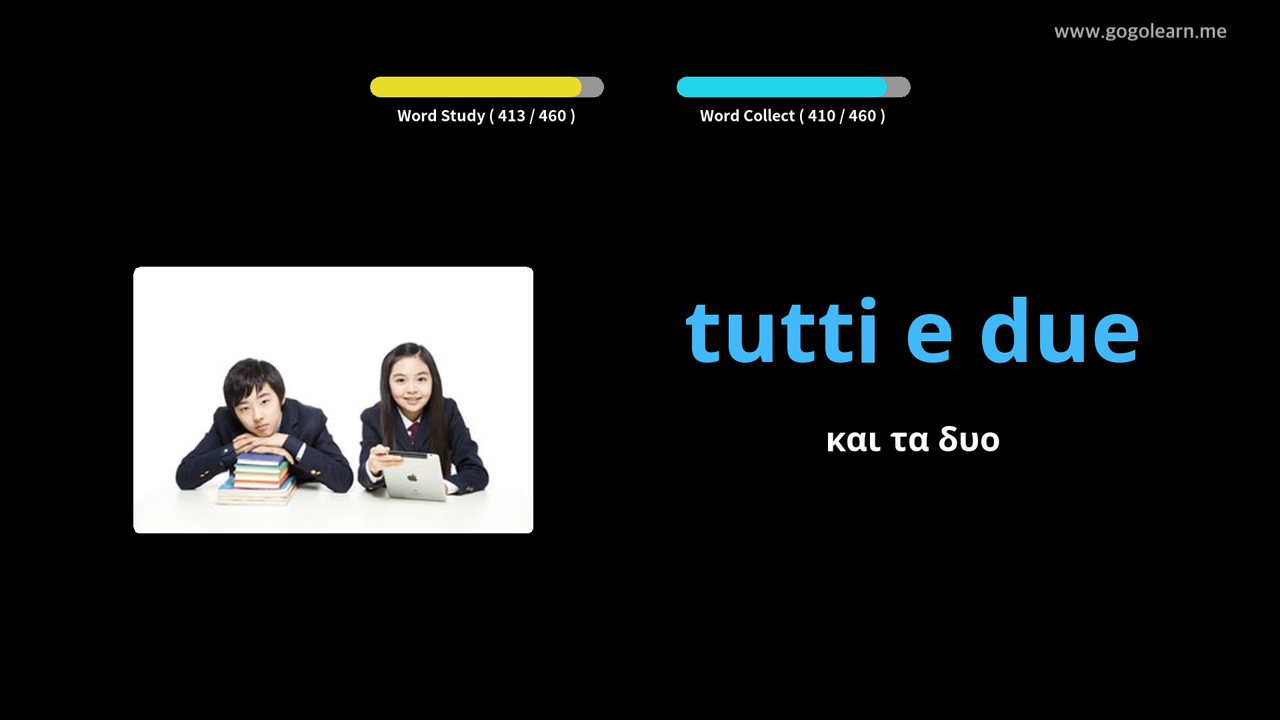 www.gogolearn.me
Word Study ( 413 / 460 )
Word Collect ( 410 / 460 )
tutti e due
και τα δυο